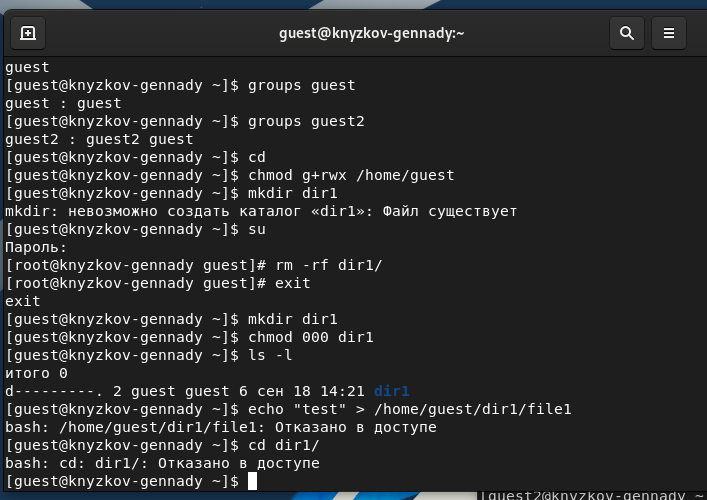 guest@knyzkov-gennady:~
guest
[guest@knyzkov-gennady ~]$ groups guest
guest : guest
[guest@knyzkov-gennady ~]$ groups guest2
guest2 : guest2 guest
[guest@knyzkov-gennady ~]$ cd
[guest@knyzkov-gennady ~]$ chmod g+rwx /home/guest
[guest@knyzkov-gennady ~]$ mkdir dir1
mkdir: невозможно создать каталог «dir1»: Файл существует
[guest@knyzkov-gennady ~]$ su
Пароль:
[root@knyzkov-gennady guest]# rm -rf dir1/
[root@knyzkov-gennady guest]# exit
exit
[guest@knyzkov-gennady ~]$ mkdir dir1
[guest@knyzkov-gennady ~]$ chmod 000 dir1
[guest@knyzkov-gennady ~]$ ls -l
итого 0
d---------. 2 guest guest 6 сен 18 14:21 dir1
[guest@knyzkov-gennady ~]$ echo "test" > /home/guest/dir1/file1
bash: /home/guest/dir1/file1: Отказано в доступе
[guest@knyzkov-gennady ~]$ cd dir1/
bash: cd: dir1/: Отказано в доступе
[guest@knyzkov-gennady ~]$
[guest2@knyzkov-gennady ~